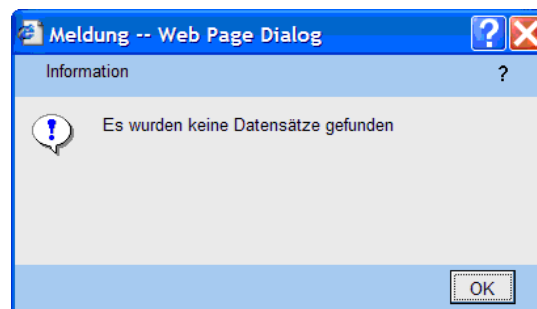 Meldung -- Web Page Dialog
Information ?
Es wurden keine Datensätze gefunden
OK